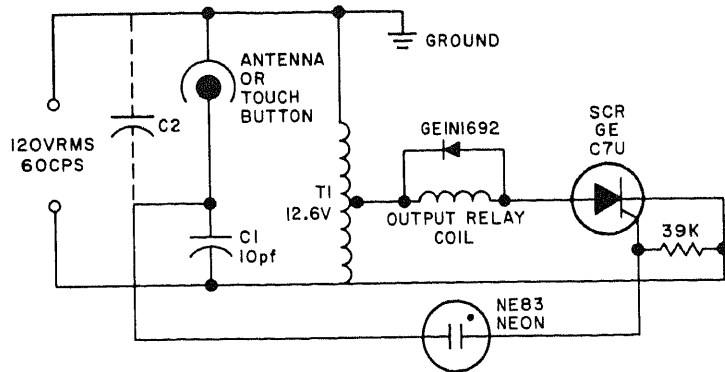 GROUND
ANTENNA
OR
TOUCH
BUTTON
C2
120VRMS
60CPS
GEIN1692
SCR
GE
C7U
T1
12.6V
OUTPUT RELAY
COIL
C1
10pf
39K
NE83
NEON